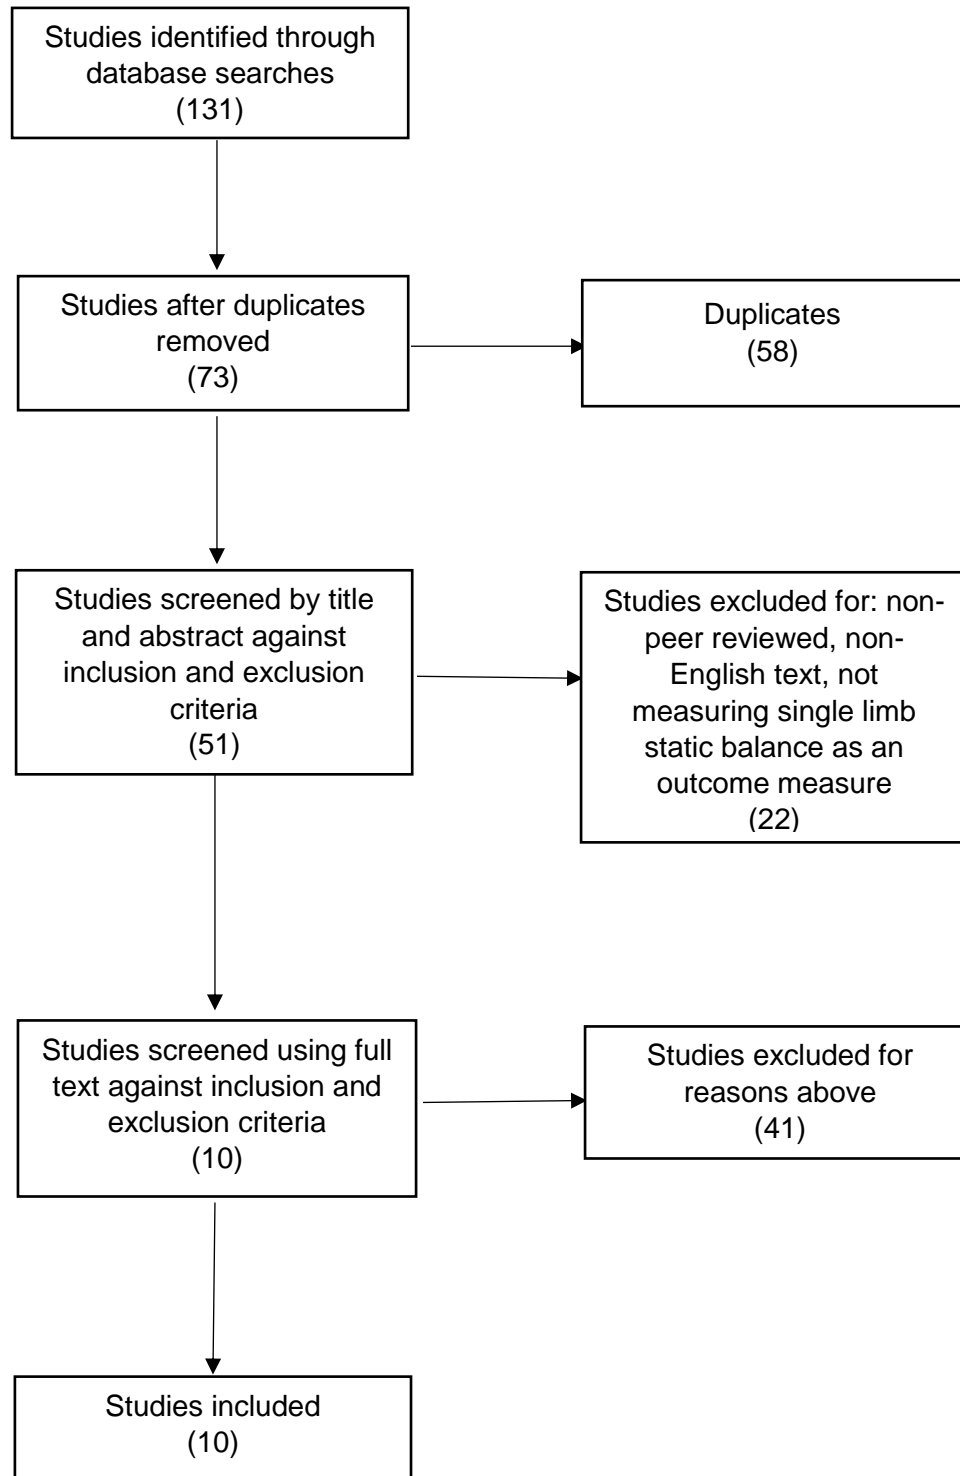 Studies identified through
database searches
(131)
Studies after duplicates
removed
(73)
Duplicates
(58)
Studies screened by title
and abstract against
inclusion and exclusion
criteria
(51)
Studies excluded for: non-
peer reviewed, non-
English text, not
measuring single limb
static balance as an
outcome measure
(22)
Studies screened using full
text against inclusion and
exclusion criteria
(10)
Studies excluded for
reasons above
(41)
Studies included
(10)